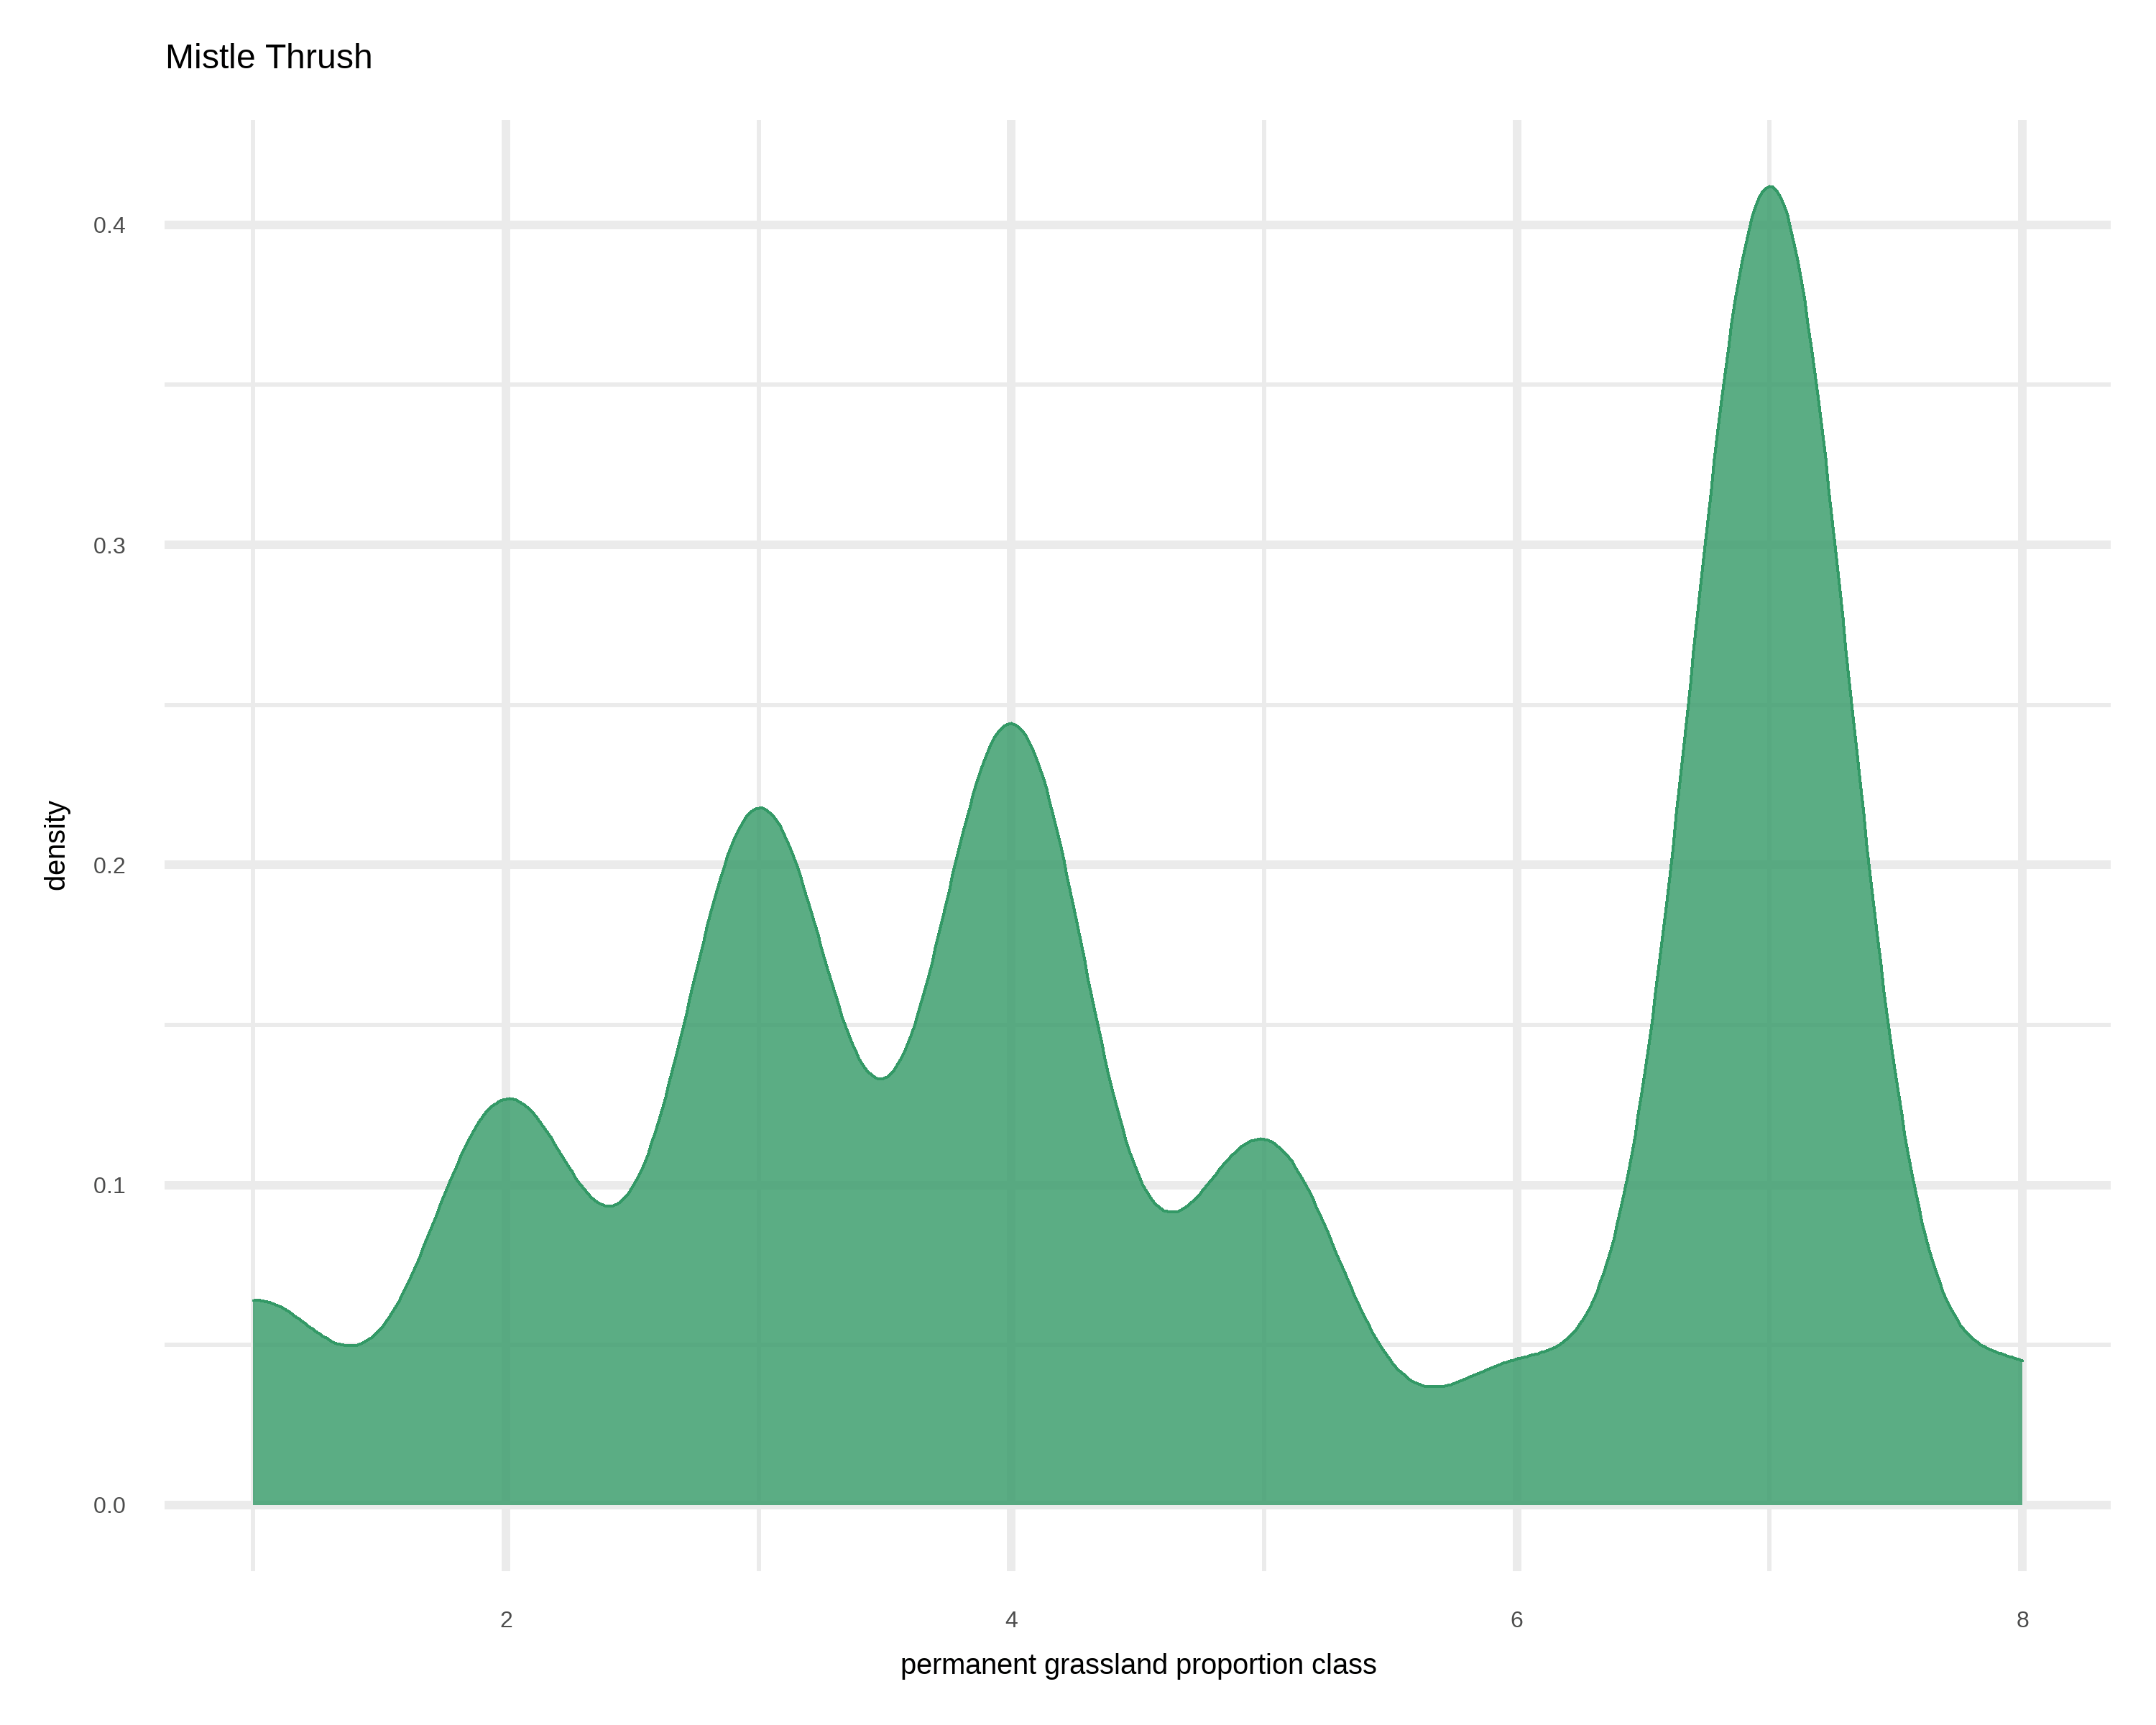 Mistle Thrush
0.4
0.3
0.2
0.1
0.0
density
2 4 6 8
permanent grassland proportion class